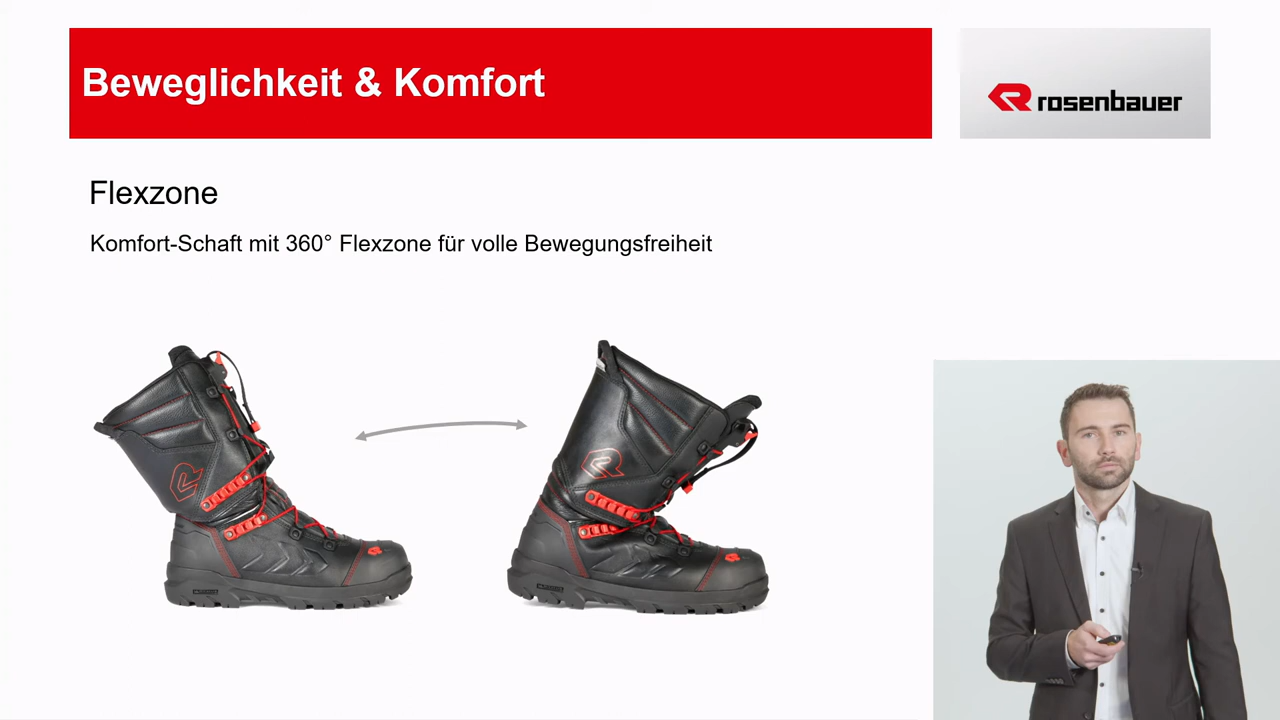 Beweglichkeit & Komfort
rosenbauer
Flexzone
Komfort-Schaft mit 360° Flexzone für volle Bewegungsfreiheit